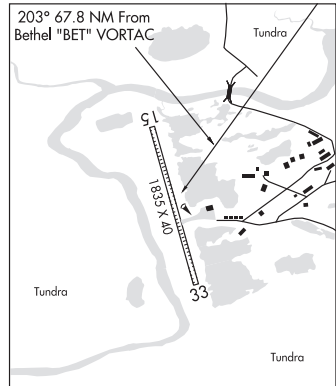 203° 67.8 NM From
Bethel "BET" VORTAC
Tundra
15
1835 X 40
33
Tundra
Tundra